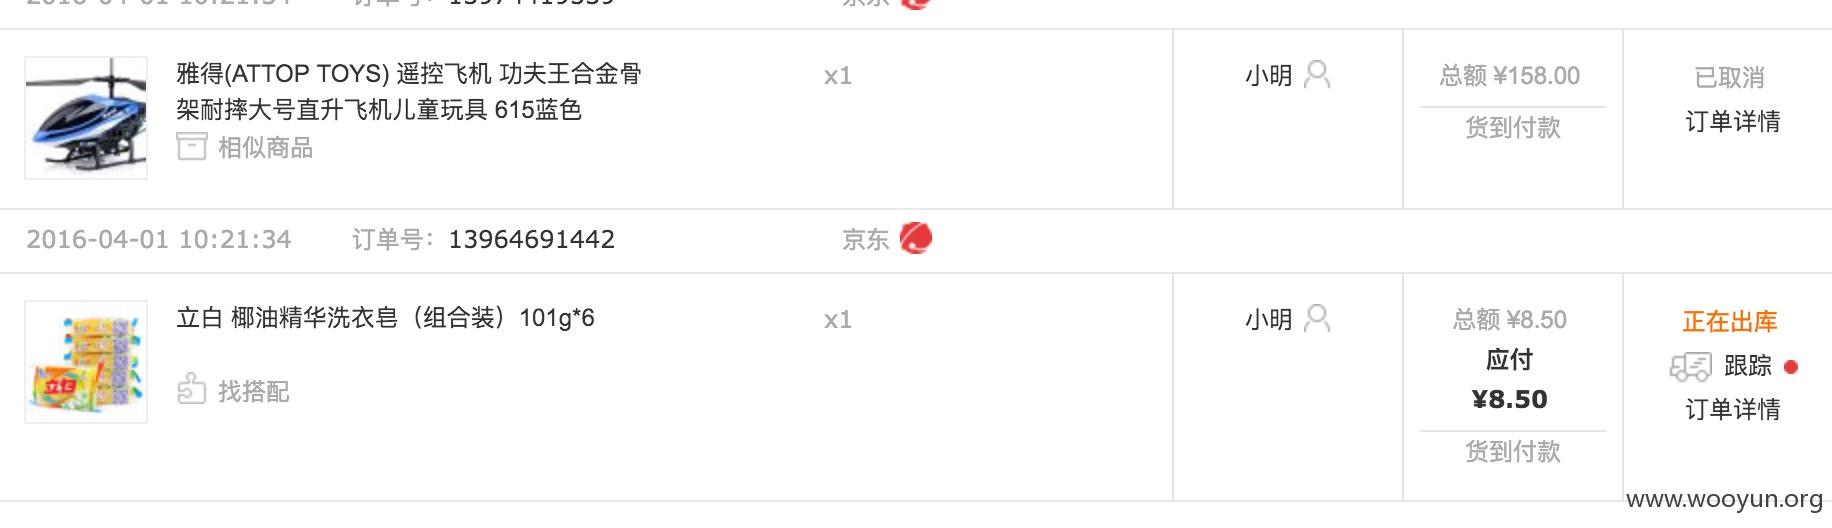 雅得(ATTOP TOYS) 遥控飞机 功夫王合金骨
架耐摔大号直升飞机儿童玩具 615蓝色
相似商品
x1
小明
总额 ¥158.00
货到付款
已取消
订单详情
2016-04-01 10:21:34 订单号: 13964691442 京东
立白 椰油精华洗衣皂（组合装）101g*6
找搭配
x1
小明
总额 ¥8.50
应付
¥8.50
货到付款
正在出库
跟踪
订单详情
立白
www.wooyun.org